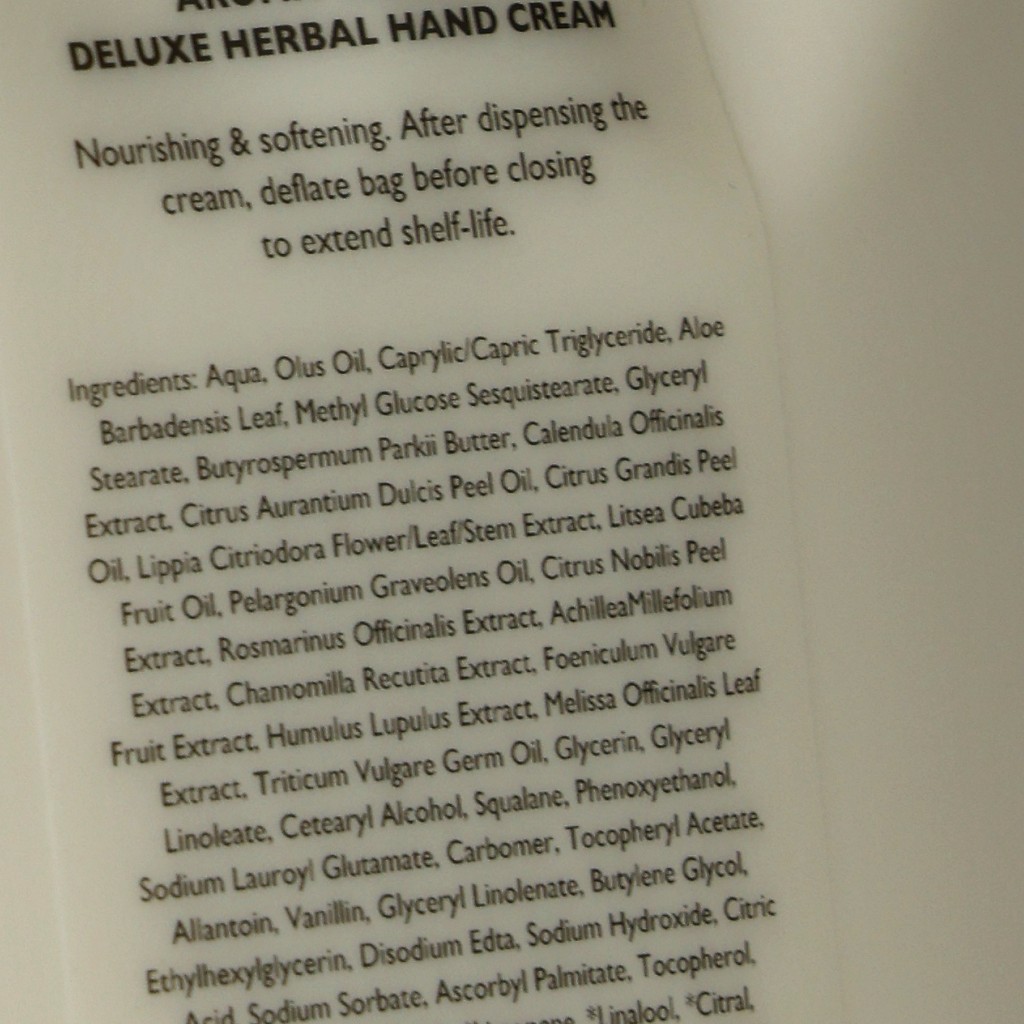 DELUXE HERBAL HAND CREAM
Nourishing & softening. After dispensing the
cream, deflate bag before closing
to extend shelf-life.
Ingredients: Aqua, Olus Oil, Caprylic/Capric Triglyceride, Aloe
Barbadensis Leaf, Methyl Glucose Sesquistearate, Glyceryl
Stearate, Butyrospermum Parkii Butter, Calendula Officinalis
Extract, Citrus Aurantium Dulcis Peel Oil, Citrus Grandis Peel
Oil, Lippia Citriodora Flower/Leaf/Stem Extract, Litsea Cubeba
Fruit Oil, Pelargonium Graveolens Oil, Citrus Nobilis Peel
Extract, Rosmarinus Officinalis Extract, AchilleaMillefolium
Extract, Chamomilla Recutita Extract, Foeniculum Vulgare
Fruit Extract, Humulus Lupulus Extract, Melissa Officinalis Leaf
Extract, Triticum Vulgare Germ Oil, Glycerin, Glyceryl
Linoleate, Cetearyl Alcohol, Squalane, Phenoxyethanol,
Sodium Lauroyl Glutamate, Carbomer, Tocopheryl Acetate,
Allantoin, Vanillin, Glyceryl Linolenate, Butylene Glycol,
Ethylhexylglycerin, Disodium Edta, Sodium Hydroxide, Citric
Acid, Sodium Sorbate, Ascorbyl Palmitate, Tocopherol,
*Linalool, *Citral,